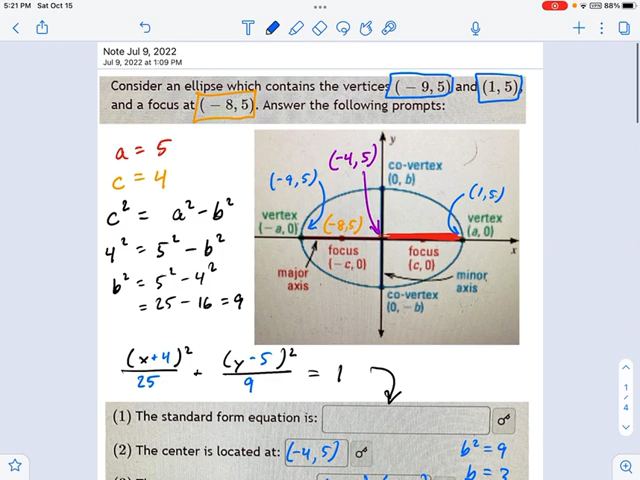 5:21 PM Sat Oct 15
88%
Note Jul 9, 2022
Jul 9, 2022 at 1:09 PM
Consider an ellipse which contains the vertices (−9, 5) and (1, 5),
and a focus at (−8, 5). Answer the following prompts:
a = 5
c = 4
c² = a² - b²
4² = 5² - b²
b² = 5² - 4²
= 25 - 16 = 9
y
(-4,5)
co-vertex
(0, b)
(-9,5)
(1,5)
vertex
(−a, 0)
(-8,5)
vertex
(a, 0)
x
focus
(−c, 0)
focus
(c, 0)
major
axis
minor
axis
co-vertex
(0, −b)
(x+4)²/25 + (y-5)²/9 = 1
(1) The standard form equation is:
(2) The center is located at: (-4,5)
b² = 9
b = 3
1
/
4